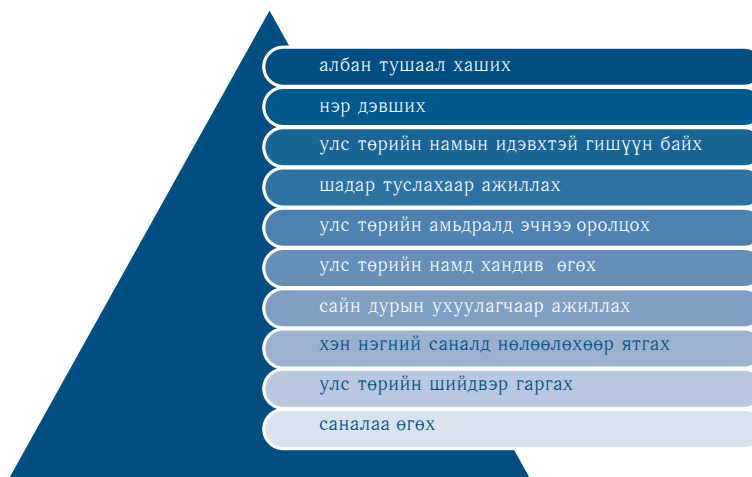 албан тушаал хаших
нэр дэвших
улс төрийн намын идэвхтэй гишүүн байх
шадар туслахаар ажиллах
улс төрийн амьдралд эчнээ оролцох
улс төрийн намд хандив өгөх
сайн дурын ухуулагчаар ажиллах
хэн нэгний саналд нөлөөлөхөөр ятгах
улс төрийн шийдвэр гаргах
саналаа өгөх